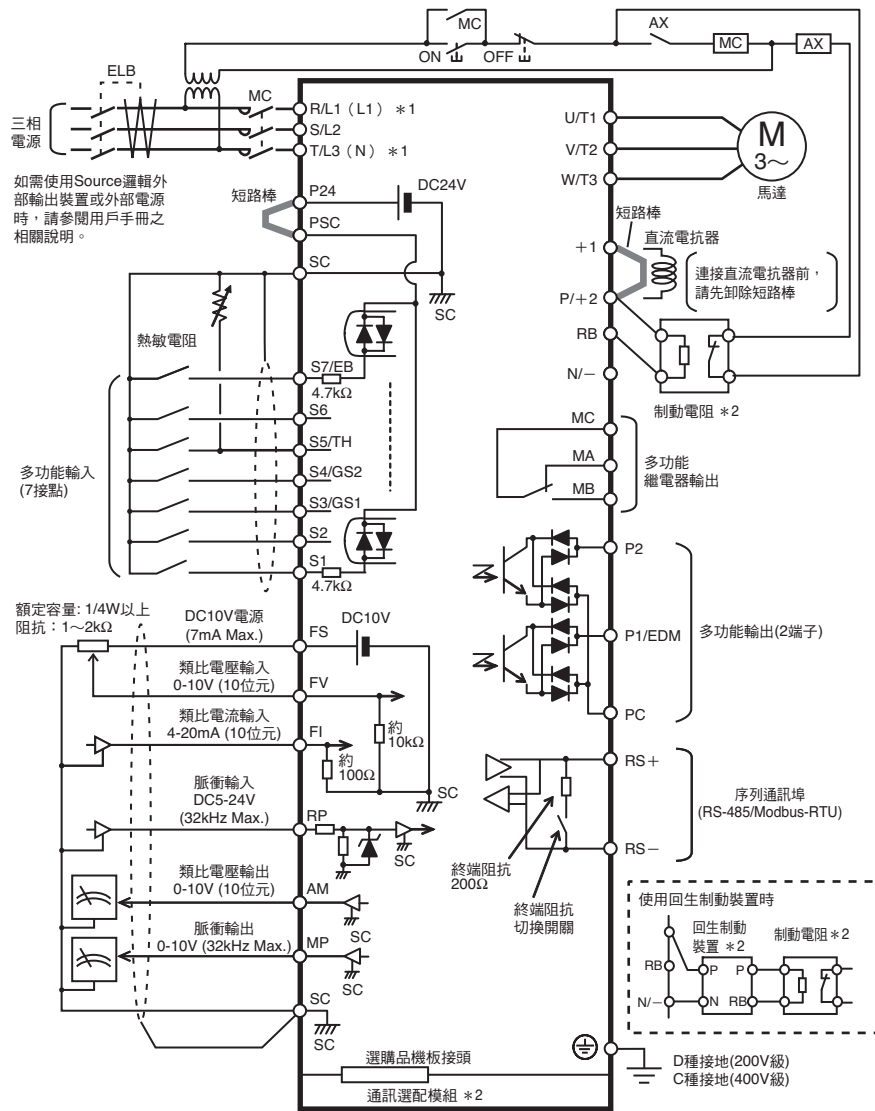 MC
AX
ON
OFF
MC
AX
ELB
MC
三相
電源
R/L1（L1）＊1
S/L2
T/L3（N）＊1
U/T1
V/T2
W/T3
M
3～
馬達
如需使用Source邏輯外
部輸出裝置或外部電源
時，請參閱用戶手冊之
相關說明。
短路棒
P24
DC24V
PSC
SC
SC
短路棒
直流電抗器
+1
P/+2
連接直流電抗器前，
請先卸除短路棒
RB
N/−
制動電阻 ＊2
熱敏電阻
S7/EB
4.7kΩ
S6
S5/TH
S4/GS2
S3/GS1
S2
S1
4.7kΩ
多功能輸入
(7接點)
MC
MA
MB
多功能
繼電器輸出
P2
P1/EDM
PC
多功能輸出(2端子)
額定容量: 1/4W以上
阻抗：1～2kΩ
DC10V電源
(7mA Max.)
FS
DC10V
類比電壓輸入
0-10V (10位元)
FV
類比電流輸入
4-20mA (10位元)
FI
約
100Ω
約
10kΩ
SC
脈衝輸入
DC5-24V
(32kHz Max.)
RP
SC
類比電壓輸出
0-10V (10位元)
AM
SC
脈衝輸出
0-10V (32kHz Max.)
MP
SC
SC
SC
RS+
RS−
序列通訊埠
(RS-485/Modbus-RTU)
終端阻抗
200Ω
終端阻抗
切換開關
使用回生制動裝置時
回生制動
裝置 ＊2
制動電阻＊2
RB
P
P
N/−
N
RB
選購品機板接頭
通訊選配模組 ＊2
D種接地(200V級)
C種接地(400V級)